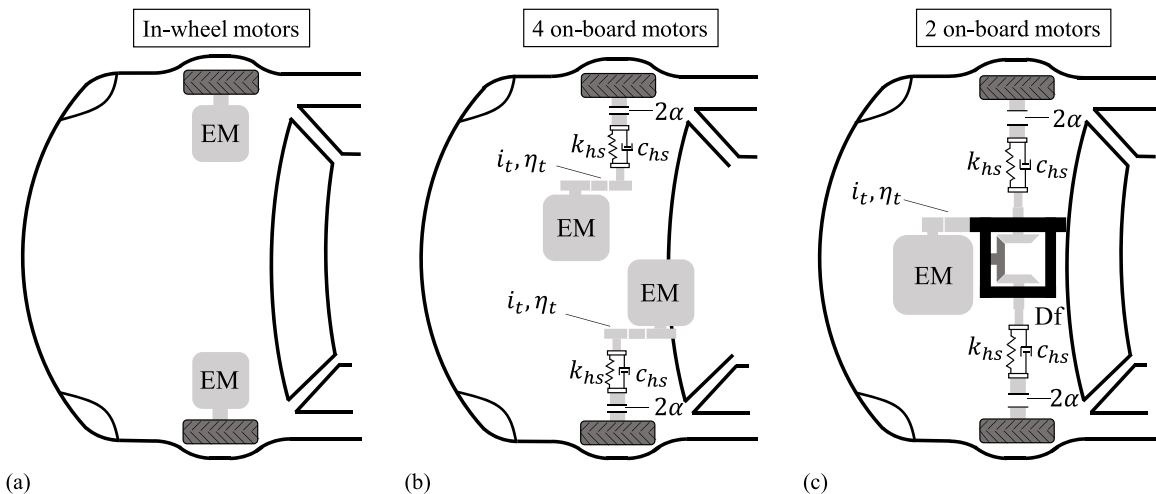 In-wheel motors
EM
EM
(a)
4 on-board motors
2α
k_hs
c_hs
i_t, η_t
EM
EM
i_t, η_t
k_hs
c_hs
2α
(b)
2 on-board motors
2α
k_hs
c_hs
i_t, η_t
EM
Df
k_hs
c_hs
2α
(c)